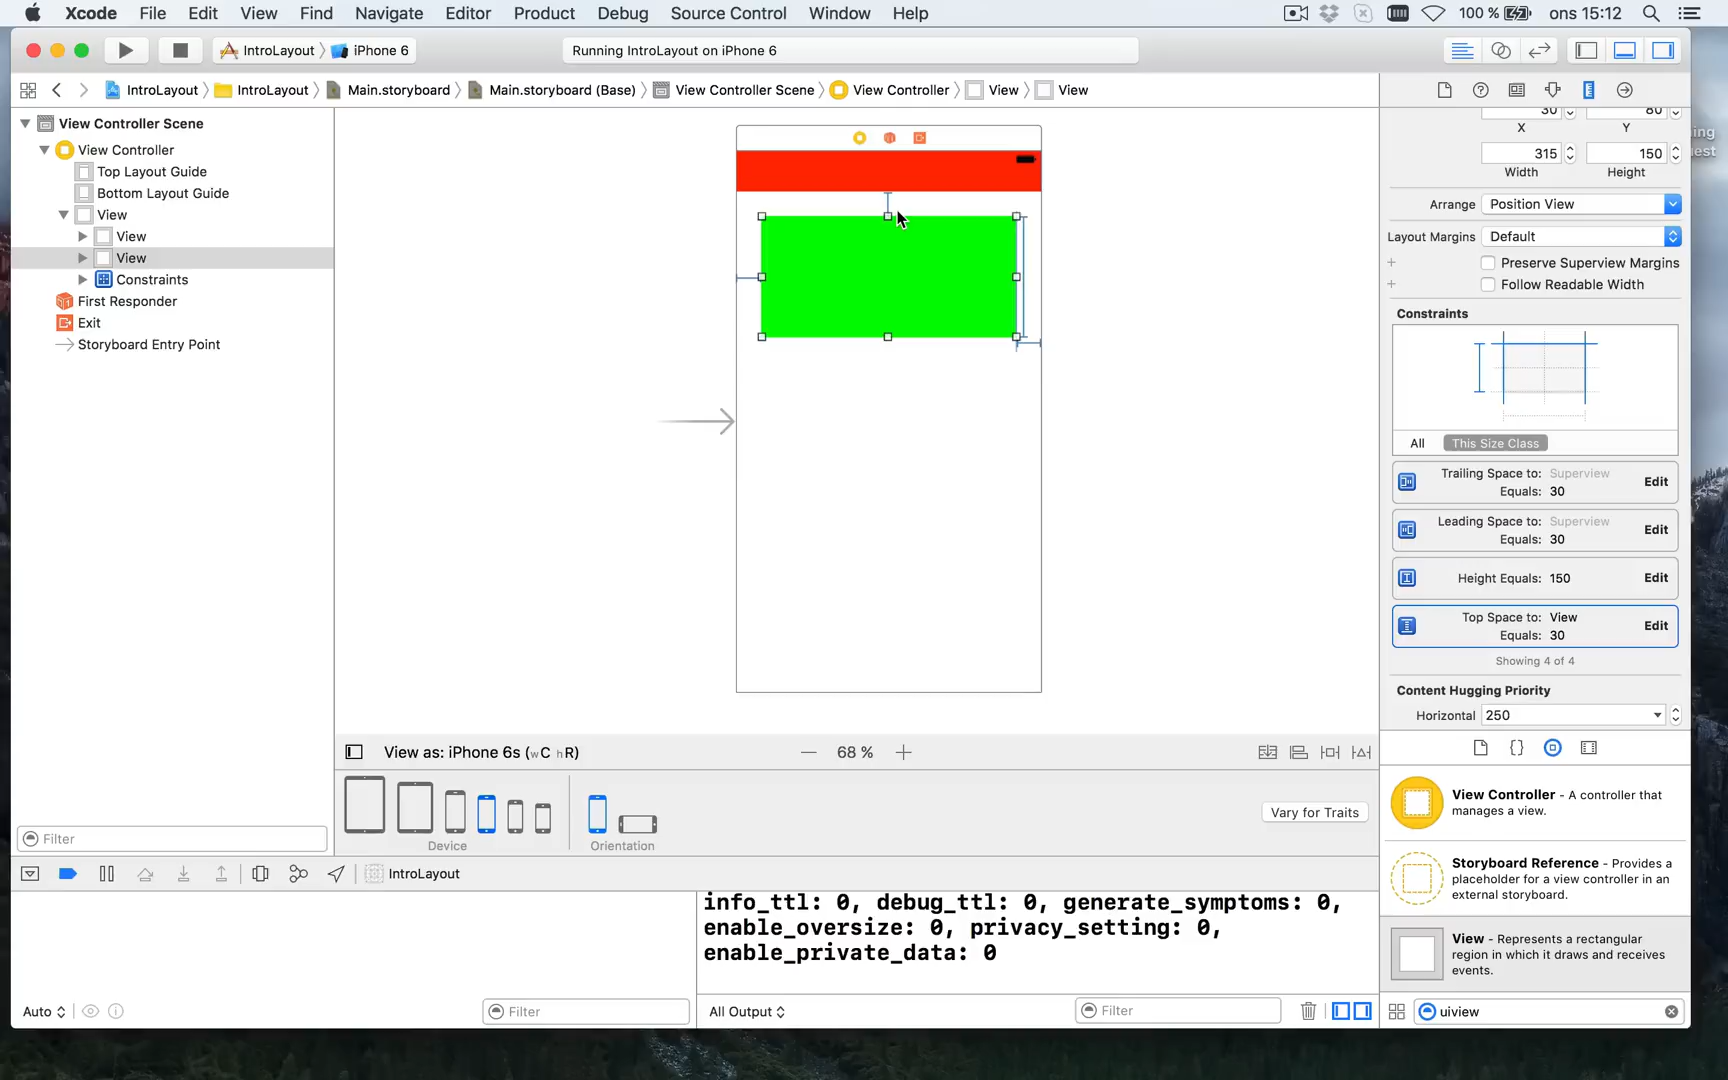 Xcode File Edit View Find Navigate Editor Product Debug Source Control Window Help 100 % ons 15:12
IntroLayout iPhone 6 Running IntroLayout on iPhone 6
IntroLayout IntroLayout Main.storyboard Main.storyboard (Base) View Controller Scene View Controller View View
View Controller Scene
View Controller
Top Layout Guide
Bottom Layout Guide
View
View
View
Constraints
First Responder
Exit
Storyboard Entry Point
Filter
View as: iPhone 6s (wC hR) 68 %
Device
Orientation
Vary for Traits
IntroLayout
info_ttl: 0, debug_ttl: 0, generate_symptoms: 0,
enable_oversize: 0, privacy_setting: 0,
enable_private_data: 0
Auto
Filter
All Output
Filter
30 80
X Y
315 150
Width Height
Arrange Position View
Layout Margins Default
Preserve Superview Margins
Follow Readable Width
Constraints
All This Size Class
Trailing Space to: Superview
Equals: 30
Edit
Leading Space to: Superview
Equals: 30
Edit
Height Equals: 150 Edit
Top Space to: View
Equals: 30
Edit
Showing 4 of 4
Content Hugging Priority
Horizontal 250
View Controller - A controller that
manages a view.
Storyboard Reference - Provides a
placeholder for a view controller in an
external storyboard.
View - Represents a rectangular
region in which it draws and receives
events.
uiview